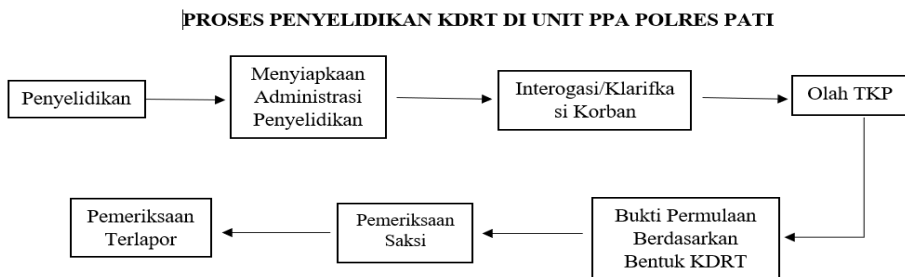 PROSES PENYELIDIKAN KDRT DI UNIT PPA POLRES PATI
Penyelidikan
Menyiapkaan
Administrasi
Penyelidikan
Interogasi/Klarifka
si Korban
Olah TKP
Bukti Permulaan
Berdasarkan
Bentuk KDRT
Pemeriksaan
Saksi
Pemeriksaan
Terlapor